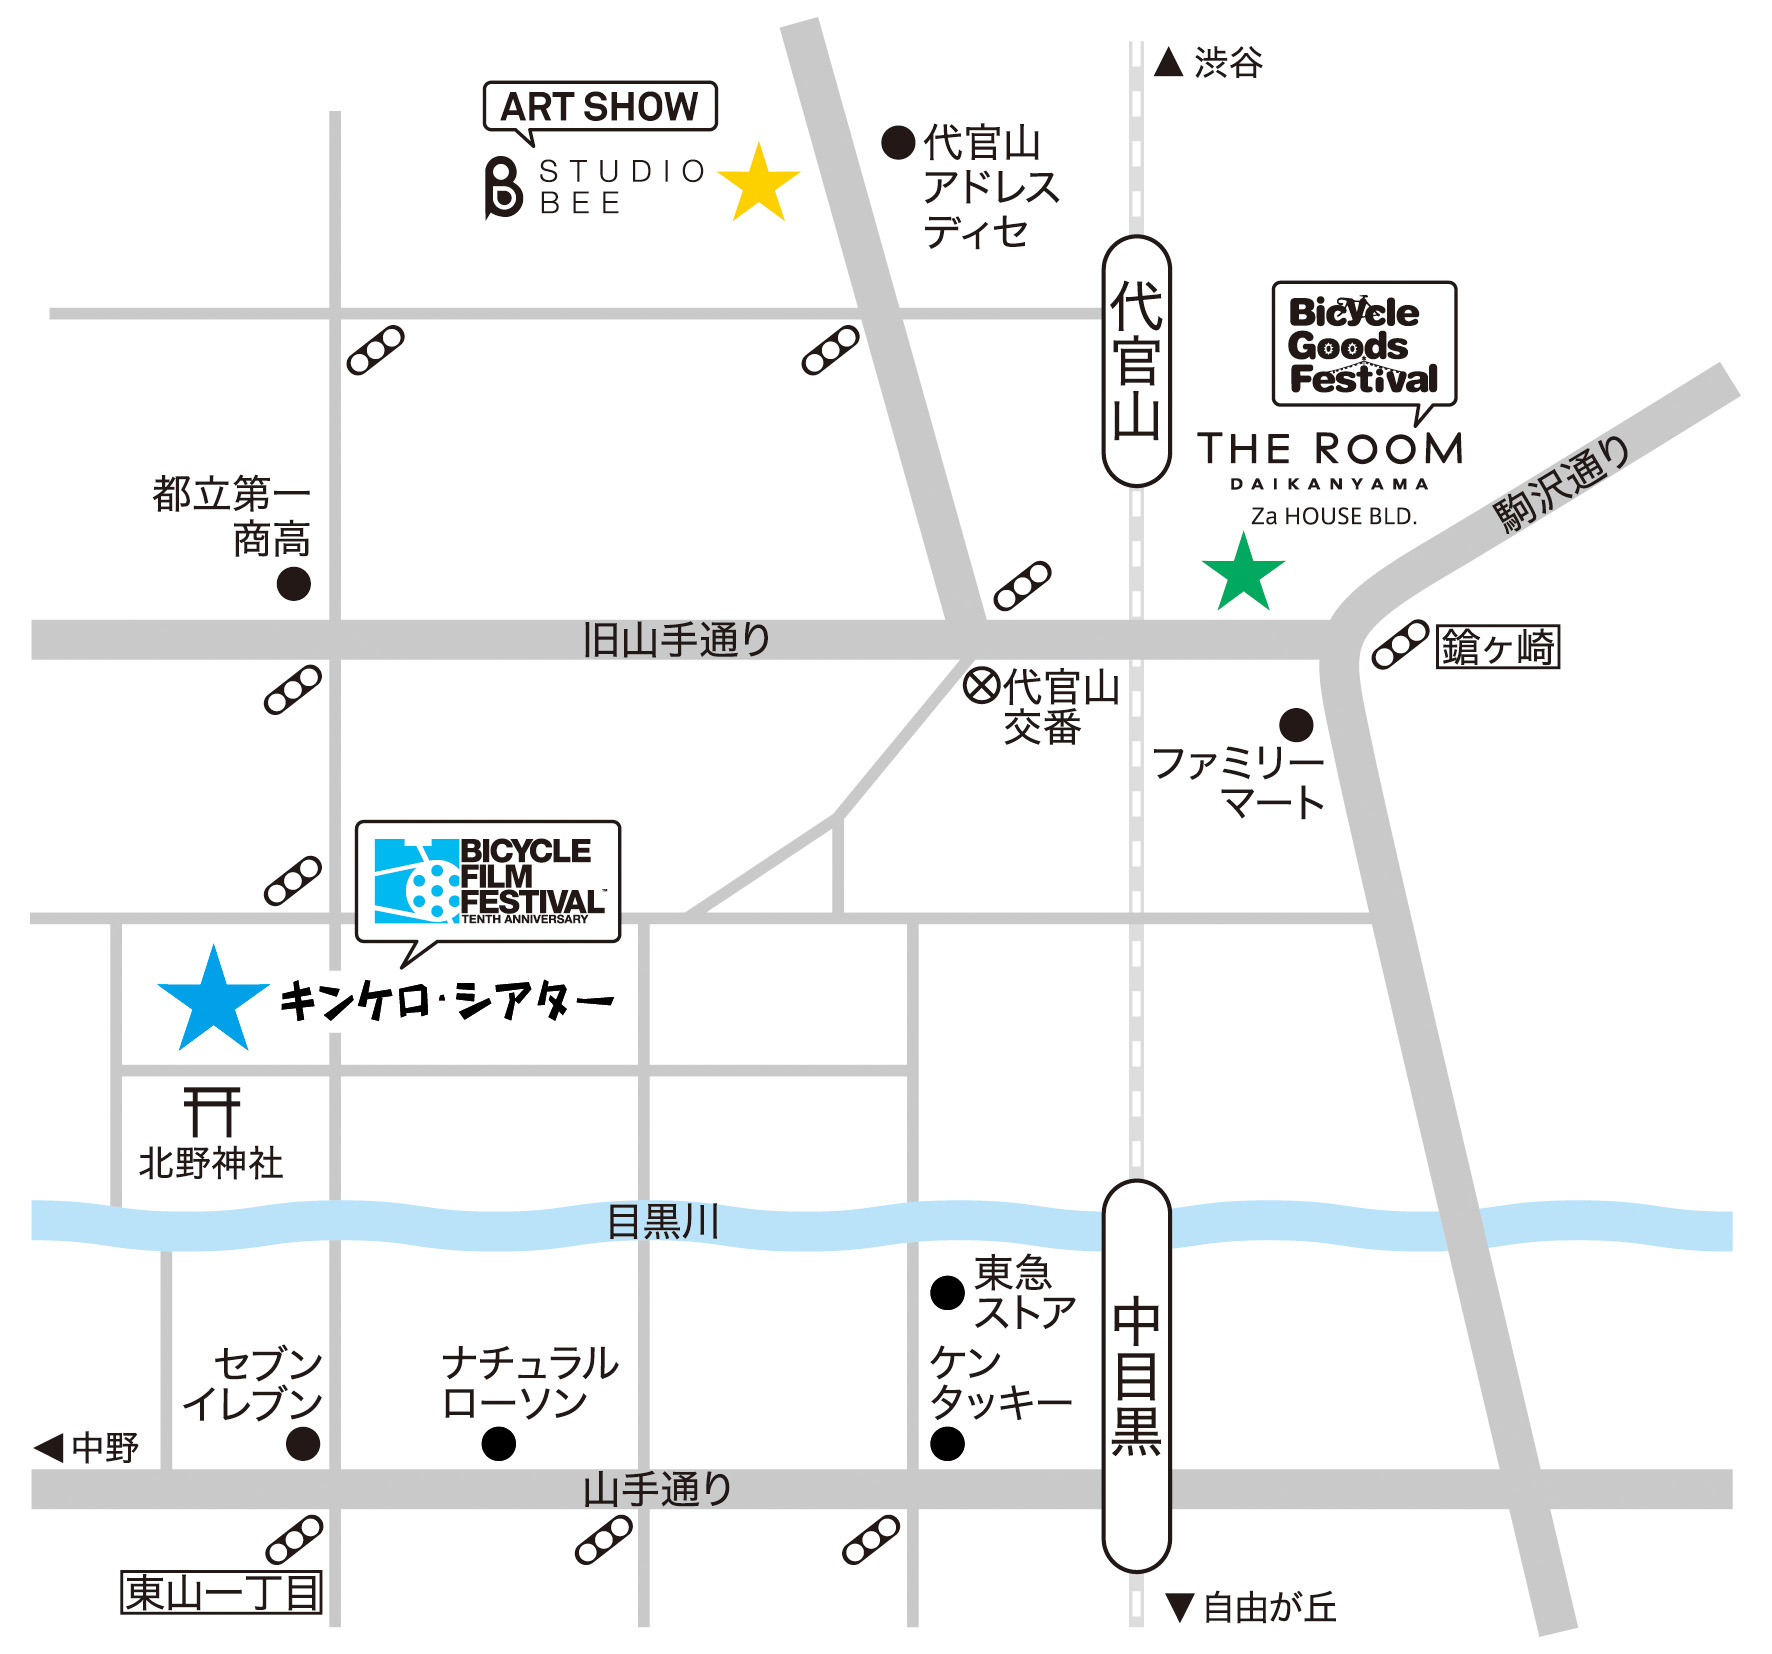 ▲ 渋谷
ART SHOW
STUDIO
BEE
代官山
アドレス
ディセ
代官山
Bicycle
Goods
Festival
THE ROOM
DAIKANYAMA
Za HOUSE BLD.
駒沢通り
都立第一
商高
旧山手通り
鎗ヶ崎
代官山
交番
ファミリー
マート
BICYCLE
FILM
FESTIVAL™
TENTH ANNIVERSARY
キンケロ・シアター
北野神社
目黒川
東急
ストア
中目黒
セブン
イレブン
ナチュラル
ローソン
ケン
タッキー
◀ 中野
山手通り
東山一丁目
▼ 自由が丘